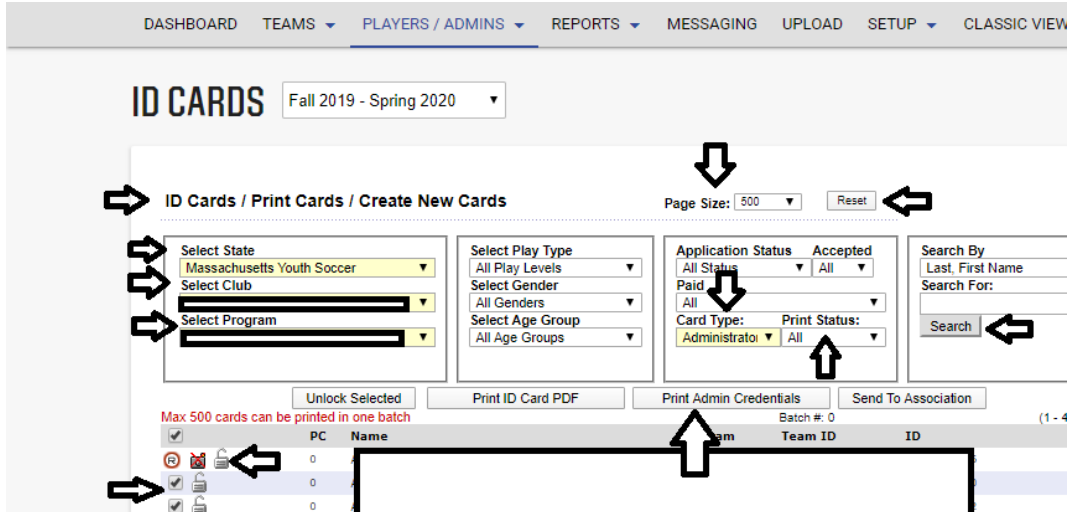 DASHBOARD TEAMS PLAYERS / ADMINS REPORTS MESSAGING UPLOAD SETUP CLASSIC VIEW
ID CARDS Fall 2019 - Spring 2020
ID Cards / Print Cards / Create New Cards Page Size: 500 Reset
Select State Select Play Type Application Status Accepted Search By
Massachusetts Youth Soccer All Play Levels All Status All Last, First Name
Select Club Select Gender Paid Search For:
All Genders All
Select Program Select Age Group Card Type: Print Status: Search
All Age Groups Administrator All
Unlock Selected Print ID Card PDF Print Admin Credentials Send To Association
Max 500 cards can be printed in one batch Batch #: 0 (1 - 4
PC Name Team ID ID
R 0
0
0